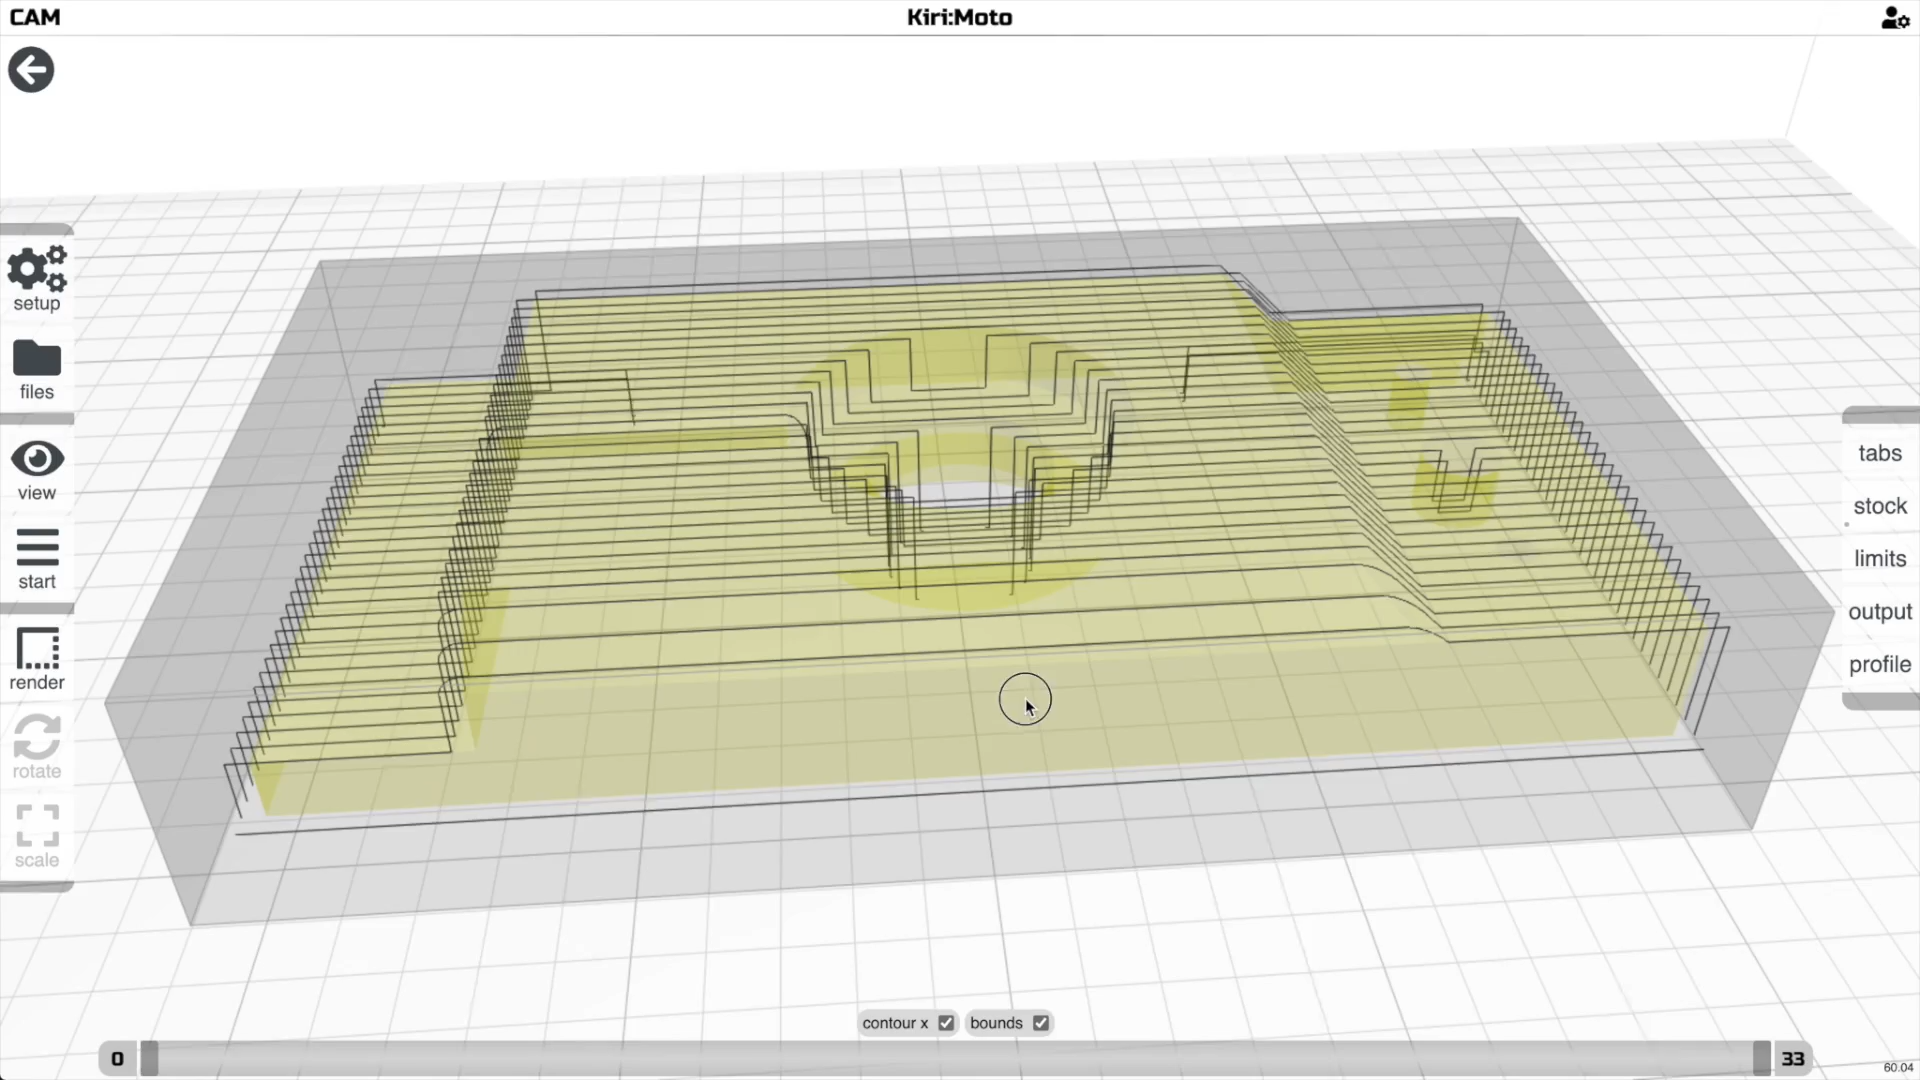 CAM
Kiri:Moto
setup
files
view
start
render
rotate
scale
tabs
stock
limits
output
profile
contour x
bounds
0
33
60.04